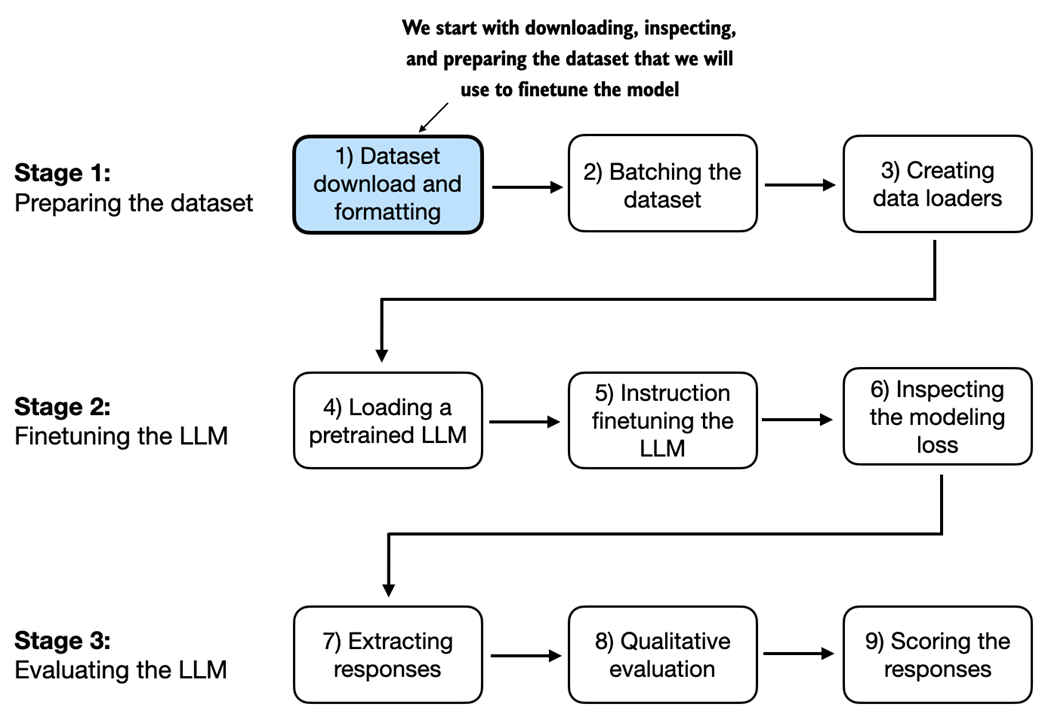 We start with downloading, inspecting,
and preparing the dataset that we will
use to finetune the model
Stage 1:
Preparing the dataset
1) Dataset
download and
formatting
2) Batching the
dataset
3) Creating
data loaders
Stage 2:
Finetuning the LLM
4) Loading a
pretrained LLM
5) Instruction
finetuning the
LLM
6) Inspecting
the modeling
loss
Stage 3:
Evaluating the LLM
7) Extracting
responses
8) Qualitative
evaluation
9) Scoring the
responses